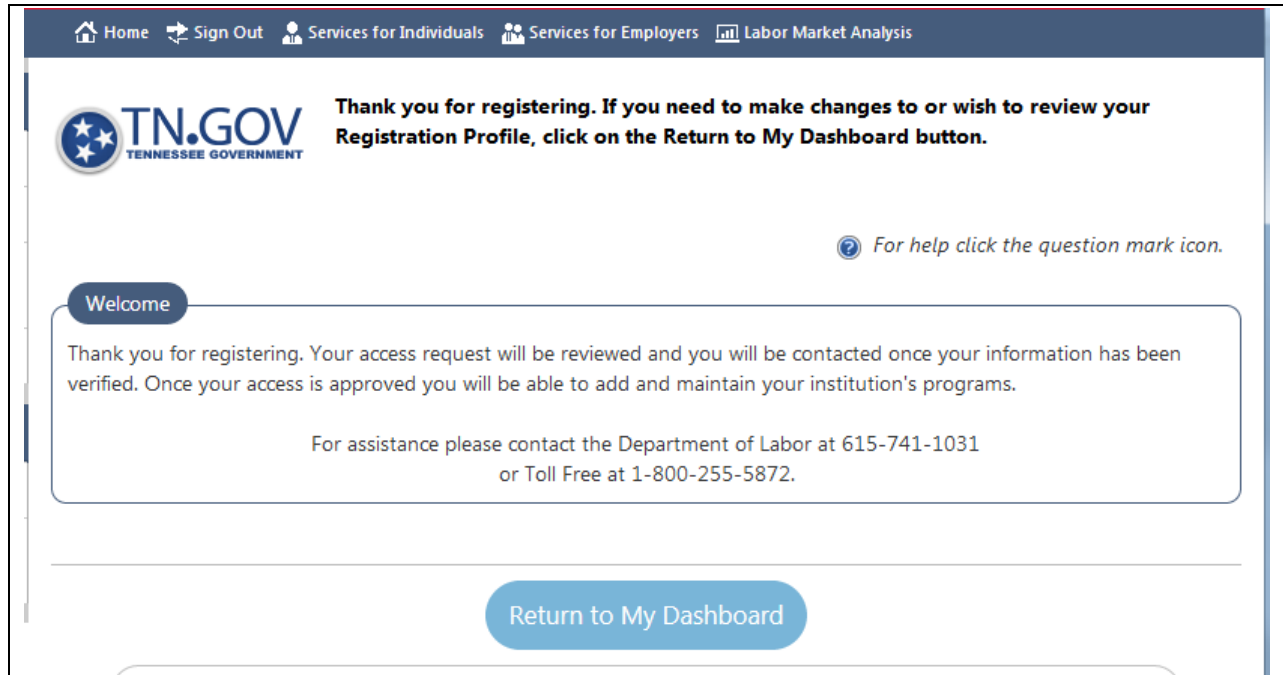 Home Sign Out Services for Individuals Services for Employers Labor Market Analysis
TN.GOV
TENNESSEE GOVERNMENT
Thank you for registering. If you need to make changes to or wish to review your
Registration Profile, click on the Return to My Dashboard button.
For help click the question mark icon.
Welcome
Thank you for registering. Your access request will be reviewed and you will be contacted once your information has been
verified. Once your access is approved you will be able to add and maintain your institution's programs.
For assistance please contact the Department of Labor at 615-741-1031
or Toll Free at 1-800-255-5872.
Return to My Dashboard